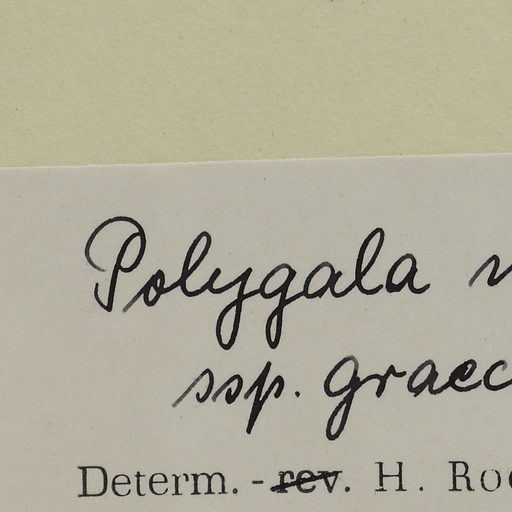 Polygala
ssp. graec
Determ. - rev. H. Ro